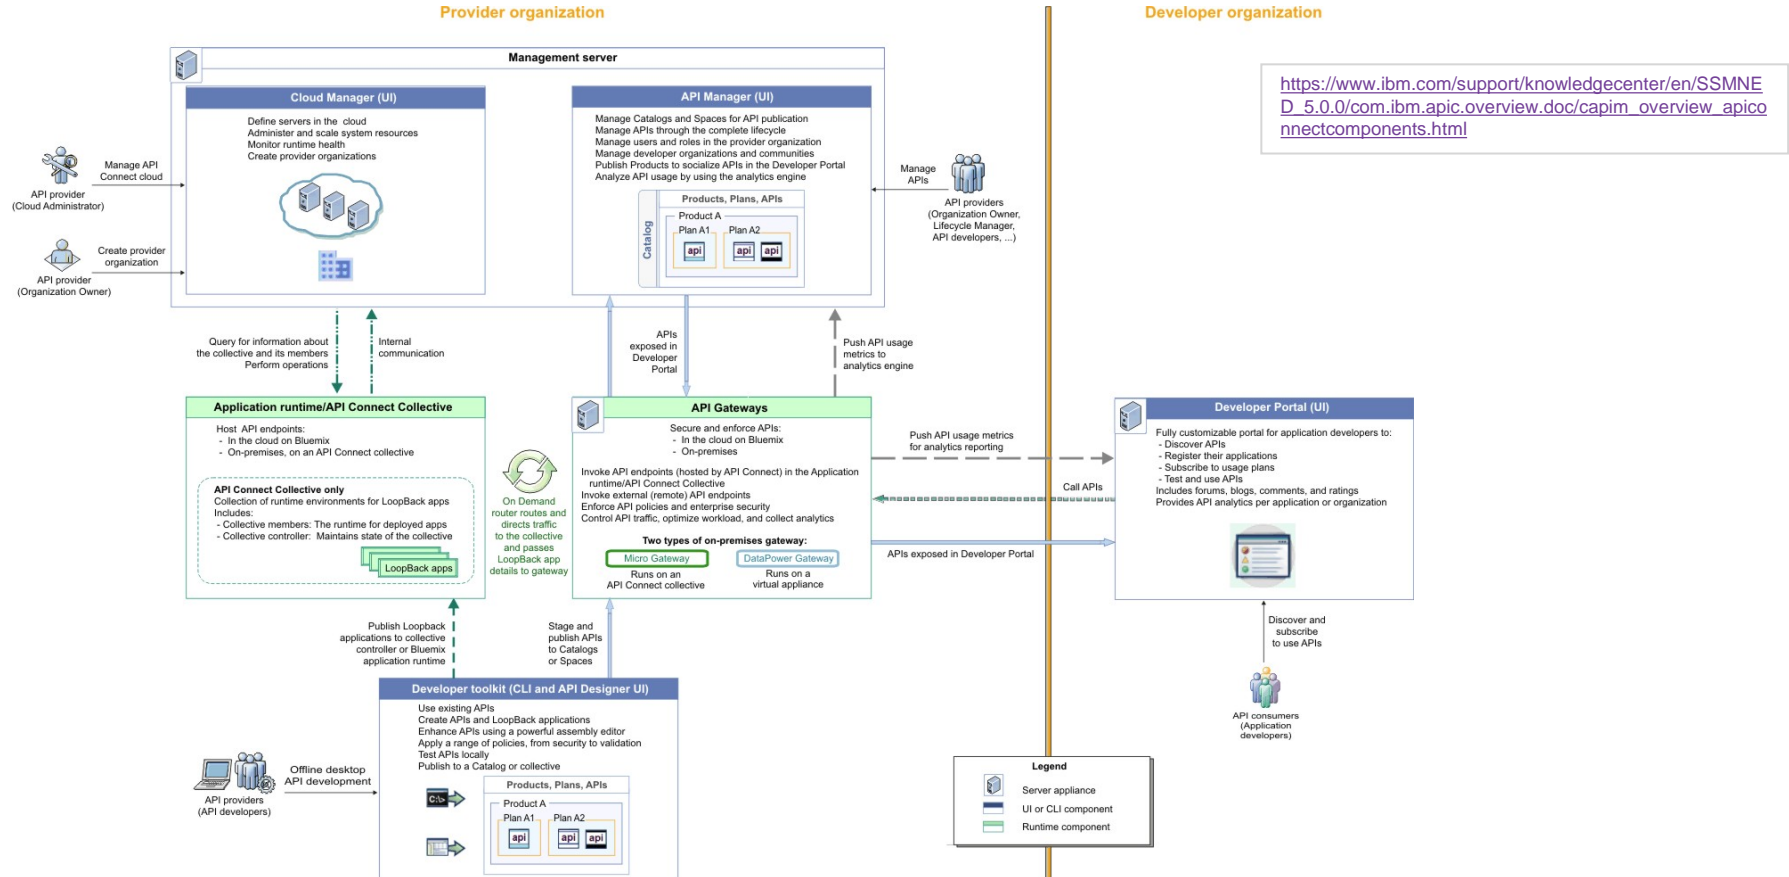 Provider organization
Developer organization
https://www.ibm.com/support/knowledgecenter/en/SSMNE
D_5.0.0/com.ibm.apic.overview.doc/capim_overview_apico
nnectcomponents.html
Management server
Cloud Manager (UI)
Define servers in the cloud
Administer and scale system resources
Monitor runtime health
Create provider organizations
API Manager (UI)
Manage Catalogs and Spaces for API publication
Manage APIs through the complete lifecycle
Manage users and roles in the provider organization
Manage developer organizations and communities
Publish Products to socialize APIs in the Developer Portal
Analyze API usage by using the analytics engine
Catalog
Products, Plans, APIs
Product A
Plan A1
Plan A2
api
api
api
API provider
(Cloud Administrator)
Manage API
Connect cloud
API provider
(Organization Owner)
Create provider
organization
Manage
APIs
API providers
(Organization Owner,
Lifecycle Manager,
API developers, ...)
Query for information about
the collective and its members
Perform operations
Internal
communication
APIs
exposed in
Developer
Portal
Push API usage
metrics to
analytics engine
Application runtime/API Connect Collective
Host API endpoints:
- In the cloud on Bluemix
- On-premises, on an API Connect collective
API Connect Collective only
Collection of runtime environments for LoopBack apps
Includes:
- Collective members: The runtime for deployed apps
- Collective controller: Maintains state of the collective
LoopBack apps
On Demand
router routes and
directs traffic
to the collective
and passes
LoopBack app
details to gateway
API Gateways
Secure and enforce APIs:
- In the cloud on Bluemix
- On-premises
Invoke API endpoints (hosted by API Connect) in the Application
runtime/API Connect Collective
Invoke external (remote) API endpoints
Enforce API policies and enterprise security
Control API traffic, optimize workload, and collect analytics
Two types of on-premises gateway:
Micro Gateway
DataPower Gateway
Runs on an
API Connect collective
Runs on a
virtual appliance
Push API usage metrics
for analytics reporting
Call APIs
APIs exposed in Developer Portal
Developer Portal (UI)
Fully customizable portal for application developers to:
- Discover APIs
- Register their applications
- Subscribe to usage plans
- Test and use APIs
Includes forums, blogs, comments, and ratings
Provides API analytics per application or organization
Discover and
subscribe
to use APIs
API consumers
(Application
developers)
Publish Loopback
applications to collective
controller or Bluemix
application runtime
Stage and
publish APIs
to Catalogs
or Spaces
Developer toolkit (CLI and API Designer UI)
Use existing APIs
Create APIs and LoopBack applications
Enhance APIs using a powerful assembly editor
Apply a range of policies, from security to validation
Test APIs locally
Publish to a Catalog or collective
C:\>
Products, Plans, APIs
Product A
Plan A1
Plan A2
api
api
api
Offline desktop
API development
API providers
(API developers)
Legend
Server appliance
UI or CLI component
Runtime component